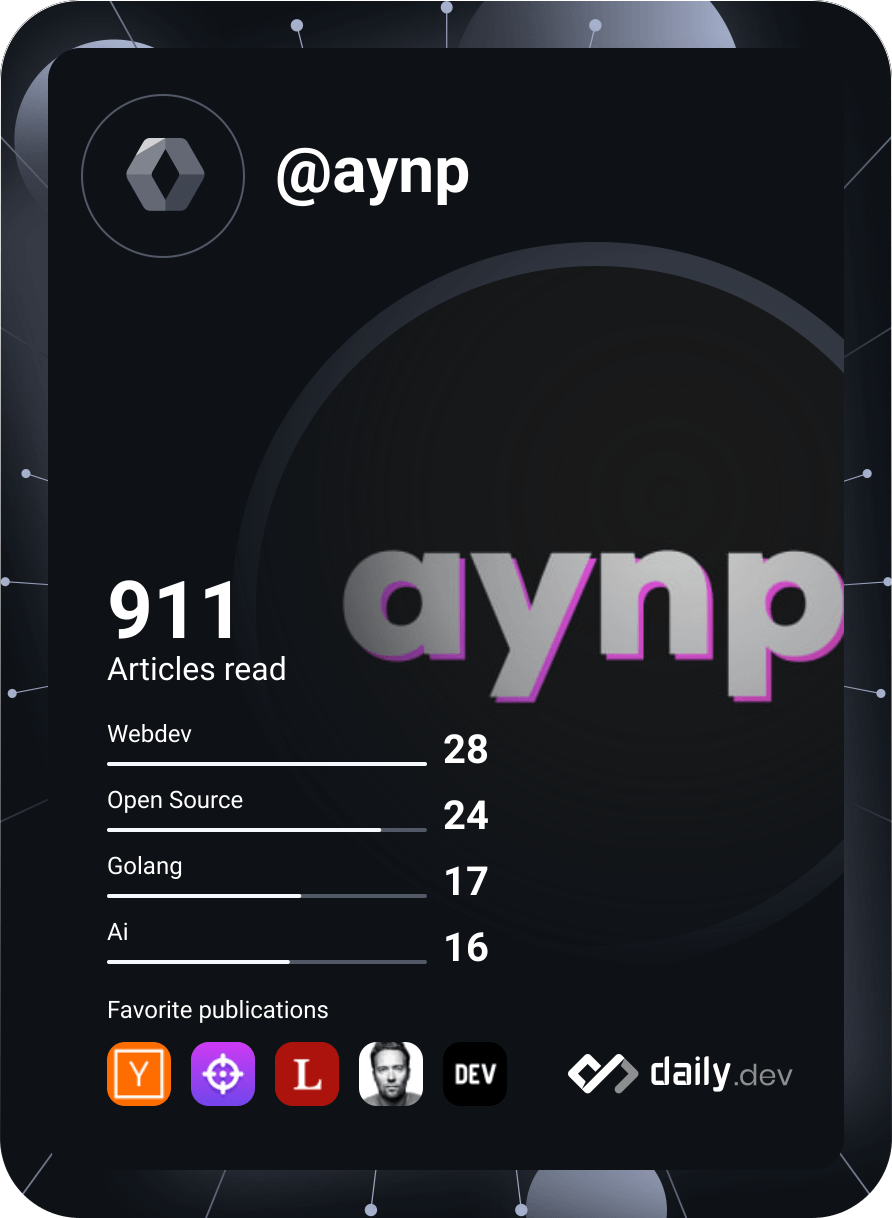 @aynp
aynp
911
Articles read
Webdev
28
Open Source
24
Golang
17
Ai
16
Favorite publications
Y
L
DEV
daily.dev